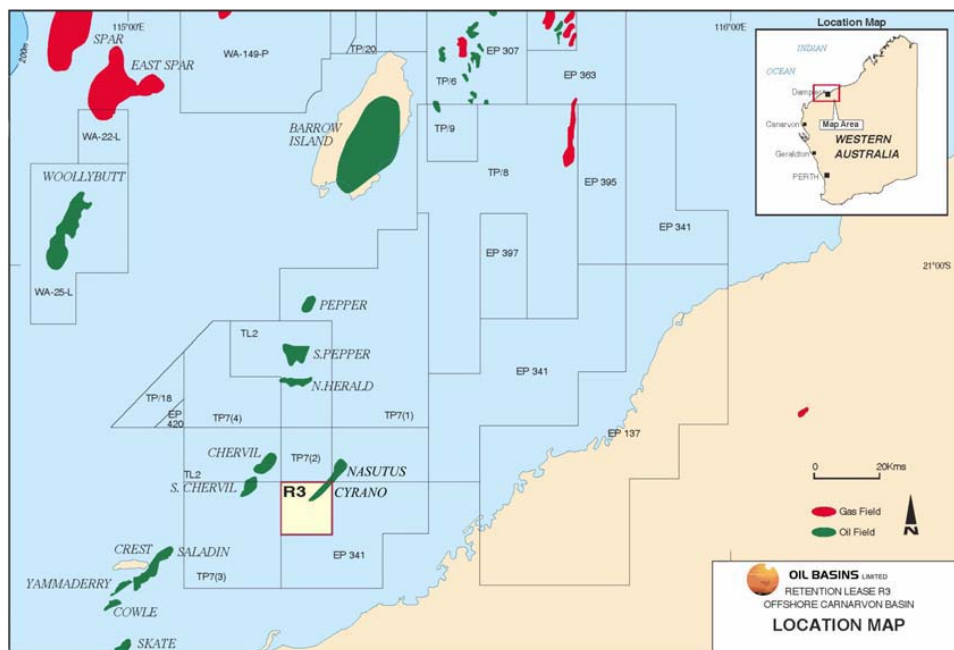 115°00'E
116°00'E
200m
SPAR
EAST SPAR
WA-149-P
TP/20
EP 307
TP/6
EP 363
TP/9
WA-22-L
BARROW
ISLAND
WOOLLYBUTT
TP/8
EP 395
EP 397
EP 341
WA-25-L
21°00'S
PEPPER
TL2
S.PEPPER
N.HERALD
EP 341
TP/18
EP
420
TP7(4)
TP7(1)
EP 137
CHERVIL
TP7(2)
NASUTUS
TL2
S. CHERVIL
R3
CYRANO
CREST
SALADIN
EP 341
YAMMADERRY
TP7(3)
COWLE
SKATE
Location Map
INDIAN
OCEAN
Dampier
Map Area
Canarvon
WESTERN
AUSTRALIA
Geraldton
PERTH
0 20Kms
Gas Field
Oil Field
N
OIL BASINS LIMITED
RETENTION LEASE R3
OFFSHORE CARNARVON BASIN
LOCATION MAP